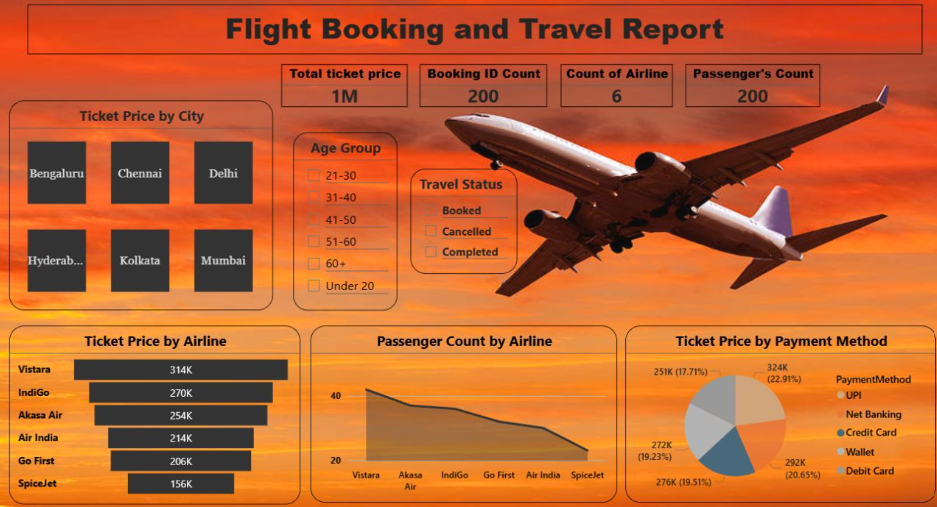 Flight Booking and Travel Report
Total ticket price
1M
Booking ID Count
200
Count of Airline
6
Passenger's Count
200
Ticket Price by City
Bengaluru
Chennai
Delhi
Hyderab...
Kolkata
Mumbai
Age Group
21-30
31-40
41-50
51-60
60+
Under 20
Travel Status
Booked
Cancelled
Completed
Ticket Price by Airline
Vistara 314K
IndiGo 270K
Akasa Air 254K
Air India 214K
Go First 206K
SpiceJet 156K
Passenger Count by Airline
40
20
Vistara
Akasa
Air
IndiGo
Go First
Air India
SpiceJet
Ticket Price by Payment Method
324K
(22.91%)
292K
(20.65%)
276K (19.51%)
272K
(19.23%)
251K (17.71%)
PaymentMethod
UPI
Net Banking
Credit Card
Wallet
Debit Card